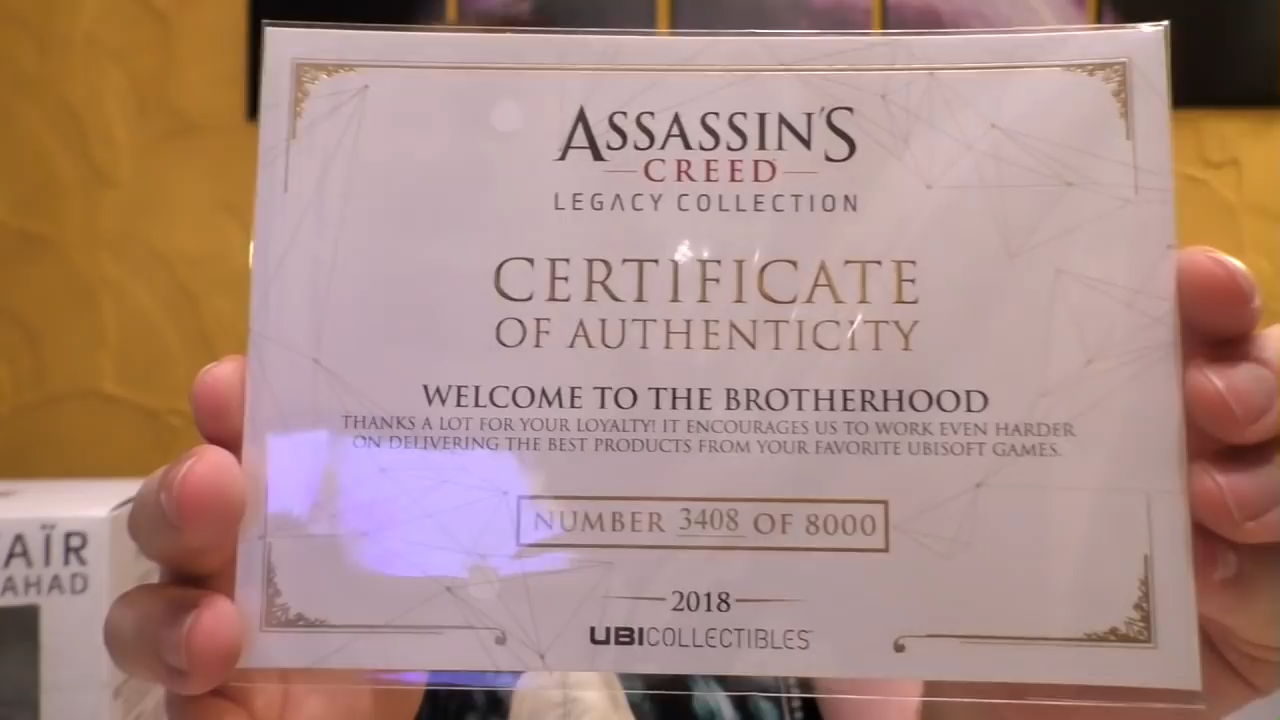 ASSASSIN'S
CREED
LEGACY COLLECTION
CERTIFICATE
OF AUTHENTICITY
WELCOME TO THE BROTHERHOOD
THANKS A LOT FOR YOUR LOYALTY! IT ENCOURAGES US TO WORK EVEN HARDER
ON DELIVERING THE BEST PRODUCTS FROM YOUR FAVORITE UBISOFT GAMES.
NUMBER 3408 OF 8000
2018
UBICOLLECTIBLES
AÏR
AHAD